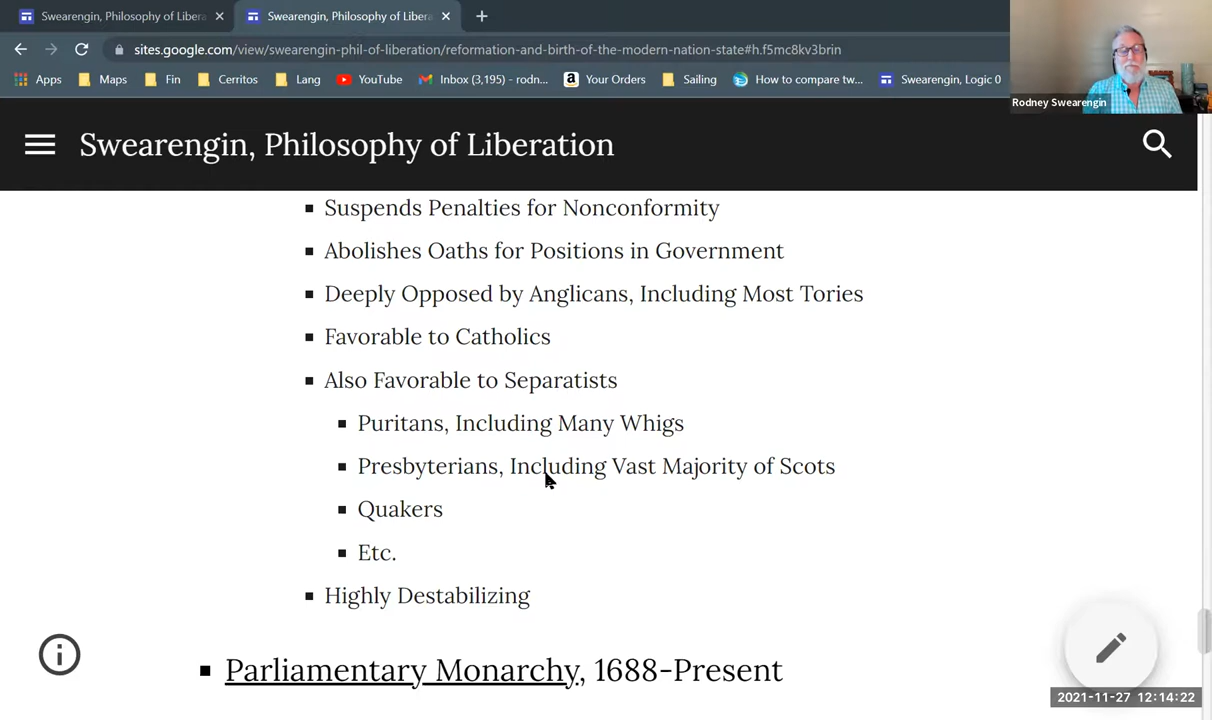 Swearengin, Philosophy of Libera
Swearengin, Philosophy of Libera
sites.google.com/view/swearengin-phil-of-liberation/reformation-and-birth-of-the-modern-nation-state#h.f5mc8kv3brin
Apps Maps Fin Cerritos Lang YouTube Inbox (3,195) - rodn... Your Orders Sailing How to compare tw... Swearengin, Logic 0
Rodney Swearengin
Swearengin, Philosophy of Liberation
Suspends Penalties for Nonconformity
Abolishes Oaths for Positions in Government
Deeply Opposed by Anglicans, Including Most Tories
Favorable to Catholics
Also Favorable to Separatists
Puritans, Including Many Whigs
Presbyterians, Including Vast Majority of Scots
Quakers
Etc.
Highly Destabilizing
Parliamentary Monarchy, 1688-Present
2021-11-27 12:14:22